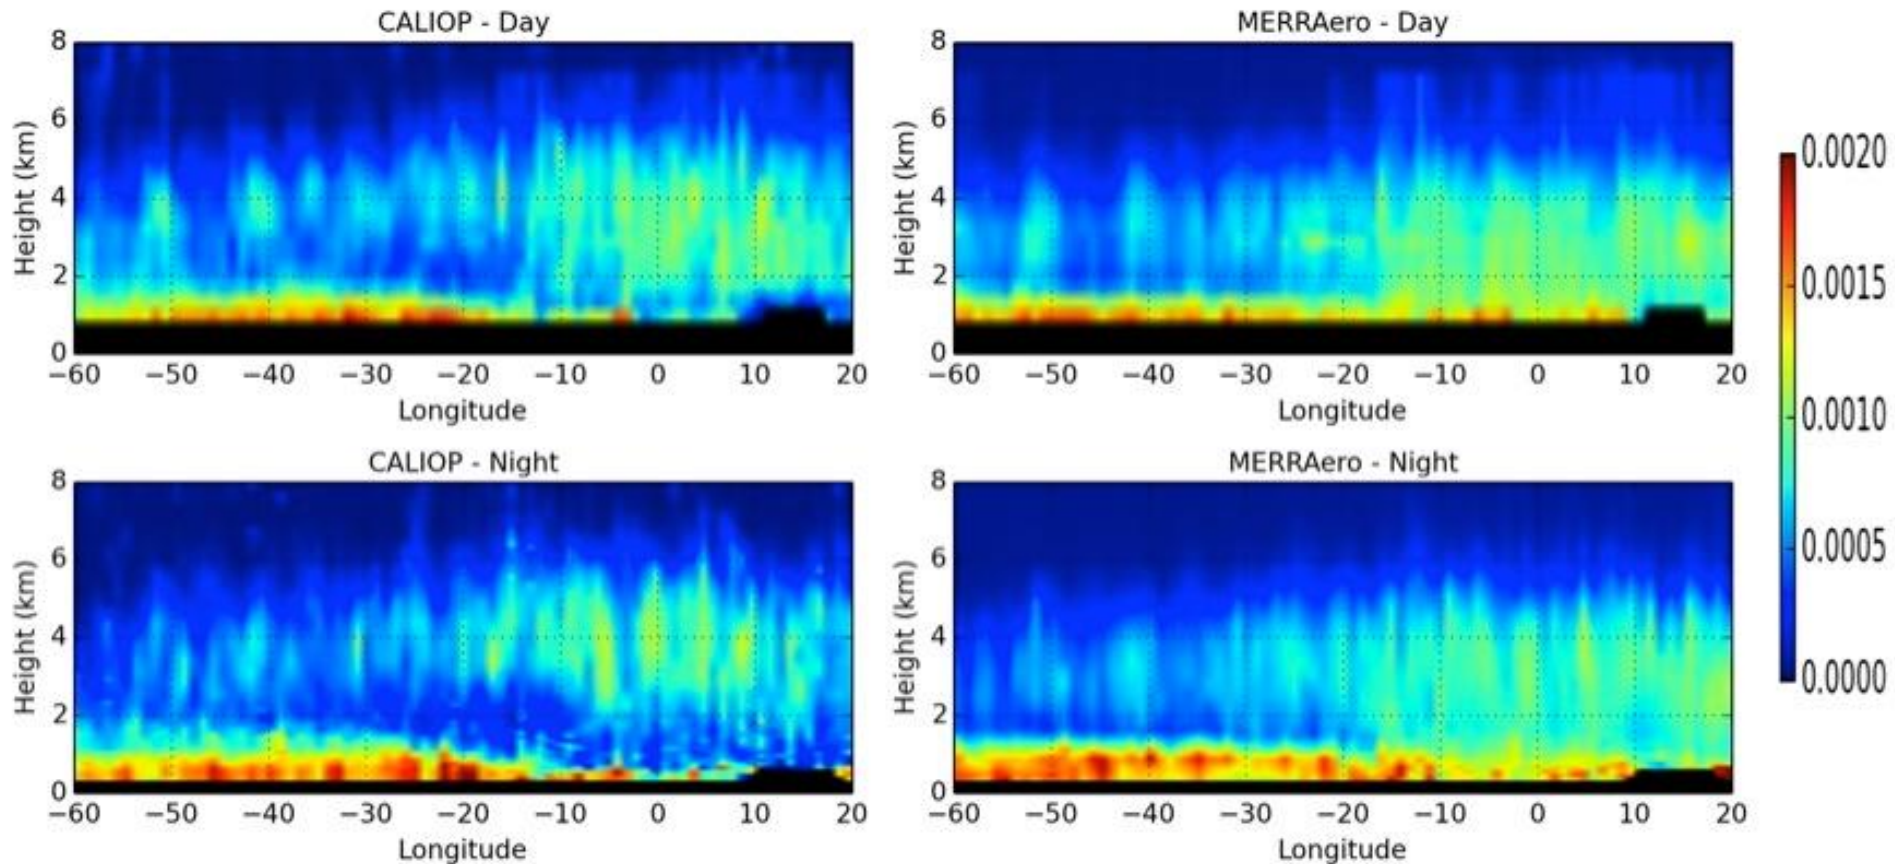 CALIOP - Day
MERRAero - Day
8
6
4
2
0
Height (km)
−60 −50 −40 −30 −20 −10 0 10 20
Longitude
8
6
4
2
0
Height (km)
−60 −50 −40 −30 −20 −10 0 10 20
Longitude
CALIOP - Night
MERRAero - Night
8
6
4
2
0
Height (km)
−60 −50 −40 −30 −20 −10 0 10 20
Longitude
8
6
4
2
0
Height (km)
−60 −50 −40 −30 −20 −10 0 10 20
Longitude
0.0020
0.0015
0.0010
0.0005
0.0000